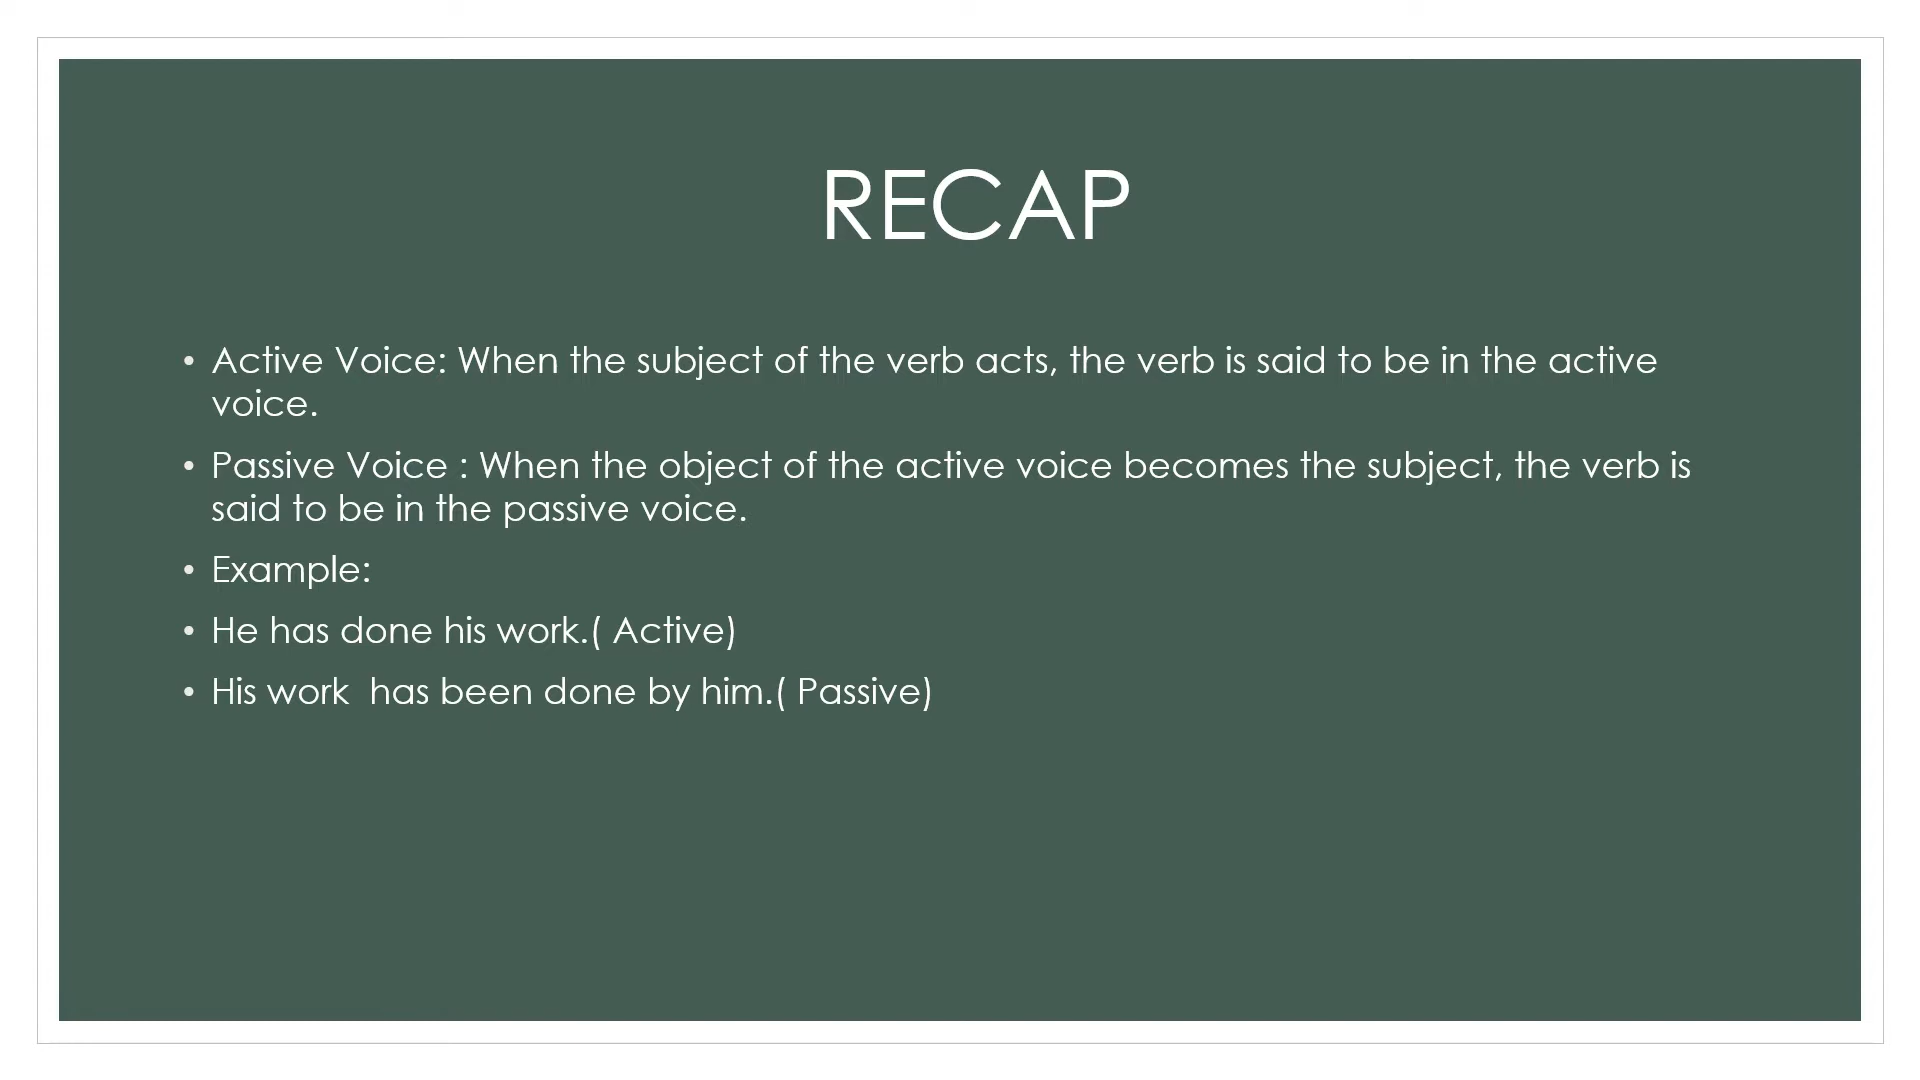 RECAP
• Active Voice: When the subject of the verb acts, the verb is said to be in the active
voice.
• Passive Voice : When the object of the active voice becomes the subject, the verb is
said to be in the passive voice.
• Example:
• He has done his work.( Active)
• His work  has been done by him.( Passive)